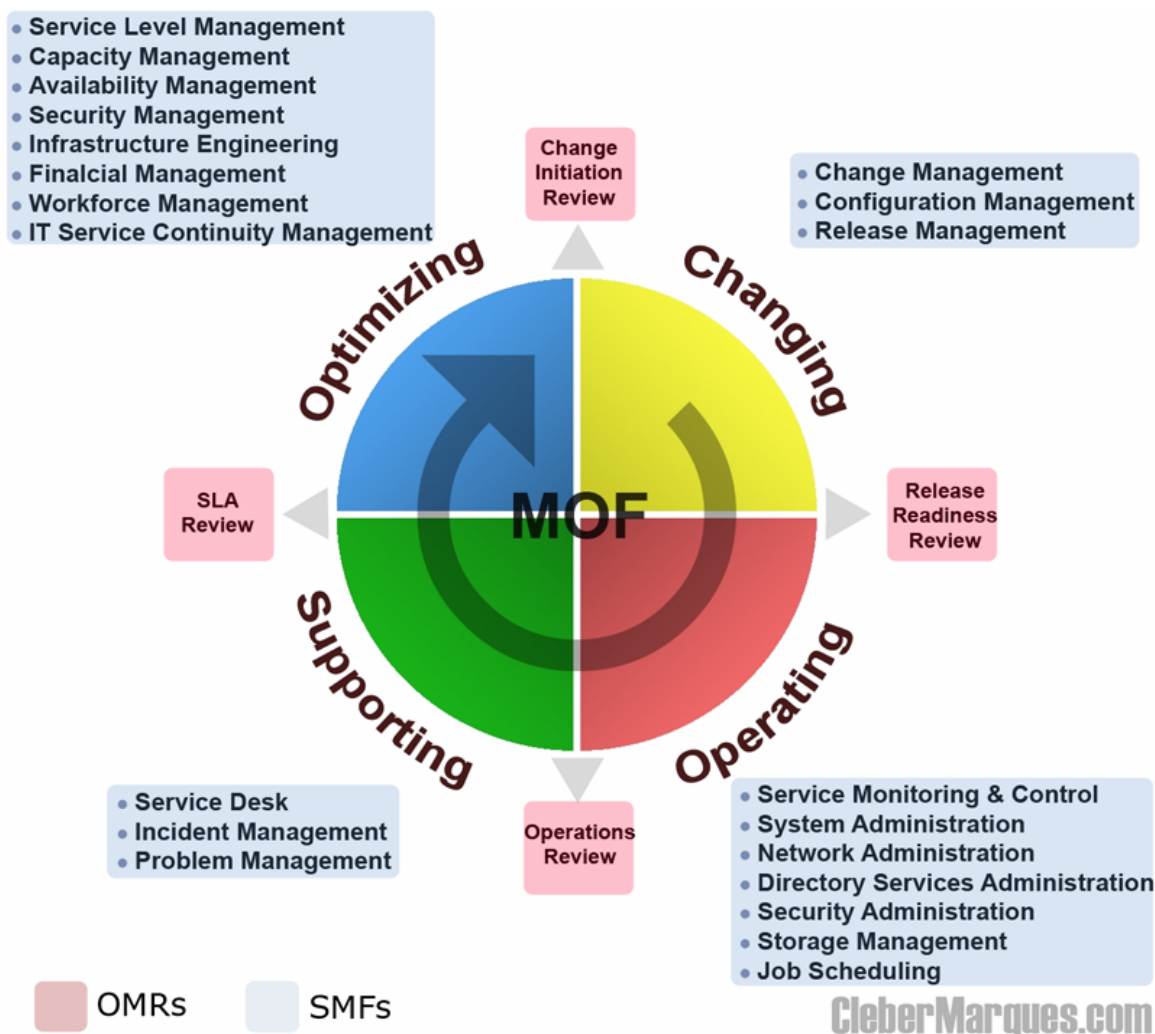 Service Level Management
Capacity Management
Availability Management
Security Management
Infrastructure Engineering
Finalcial Management
Workforce Management
IT Service Continuity Management
Change
Initiation
Review
Change Management
Configuration Management
Release Management
Optimizing
Changing
SLA
Review
MOF
Release
Readiness
Review
Supporting
Operating
Service Desk
Incident Management
Problem Management
Operations
Review
Service Monitoring & Control
System Administration
Network Administration
Directory Services Administration
Security Administration
Storage Management
Job Scheduling
OMRs
SMFs
CleberMarques.com